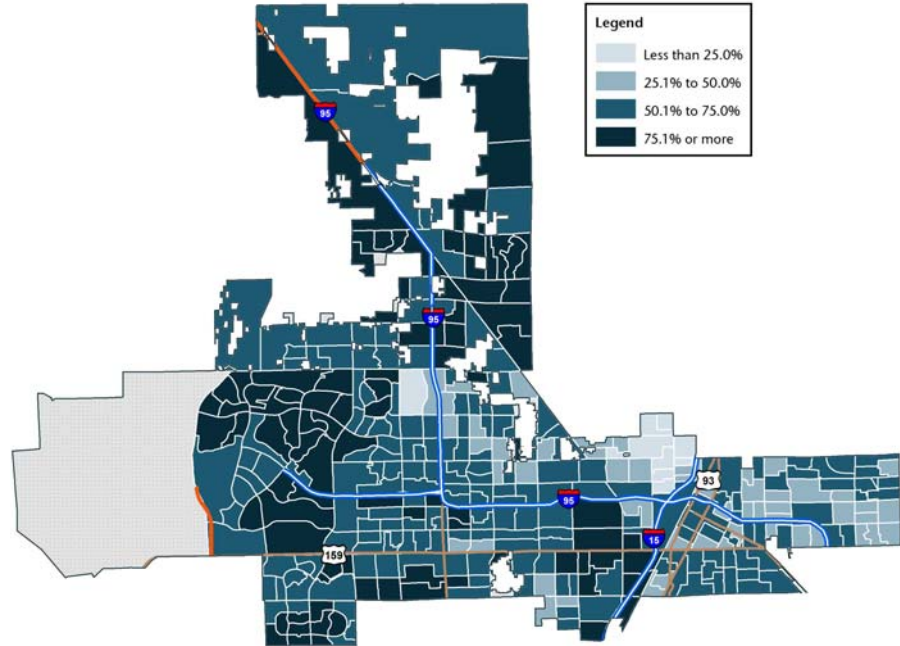 Legend
Less than 25.0%
25.1% to 50.0%
50.1% to 75.0%
75.1% or more
95
95
93
95
15
159